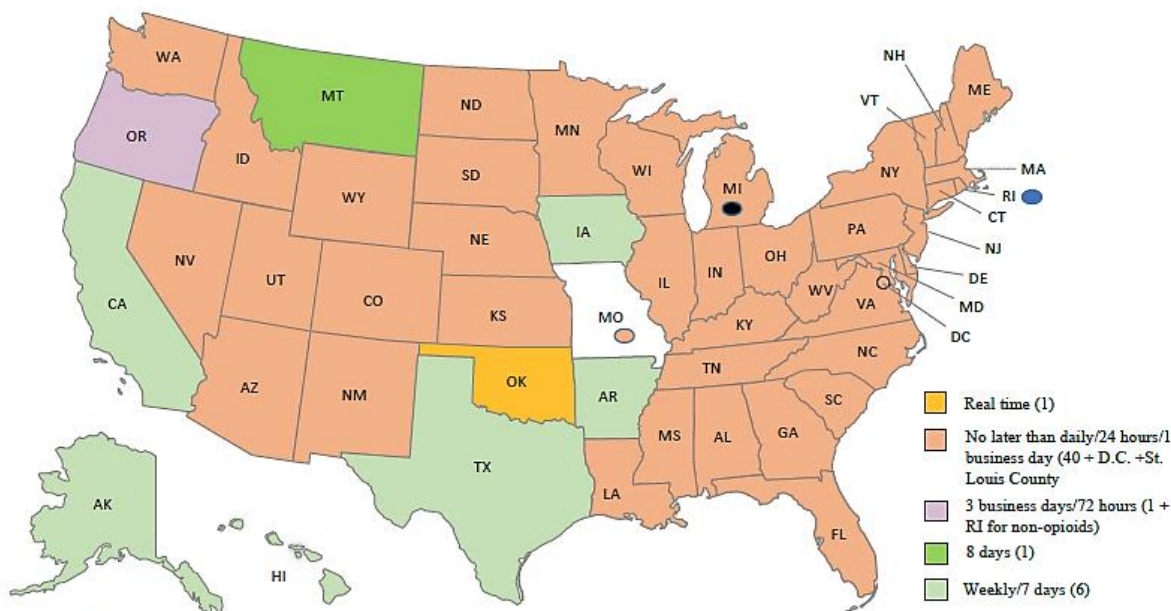 WA
MT
ND
MN
OR
ID
SD
WI
MI
WY
NH
VT
ME
NY
MA
RI
CT
NE
IA
PA
NJ
NV
UT
CO
IL
IN
OH
DE
MD
DC
CA
KS
MO
WV
VA
KY
NC
TN
AZ
NM
OK
AR
SC
MS
AL
GA
TX
LA
FL
AK
HI
Real time (1)
No later than daily/24 hours/1
business day (40 + D.C. +St.
Louis County
3 business days/72 hours (1 +
RI for non-opioids)
8 days (1)
Weekly/7 days (6)